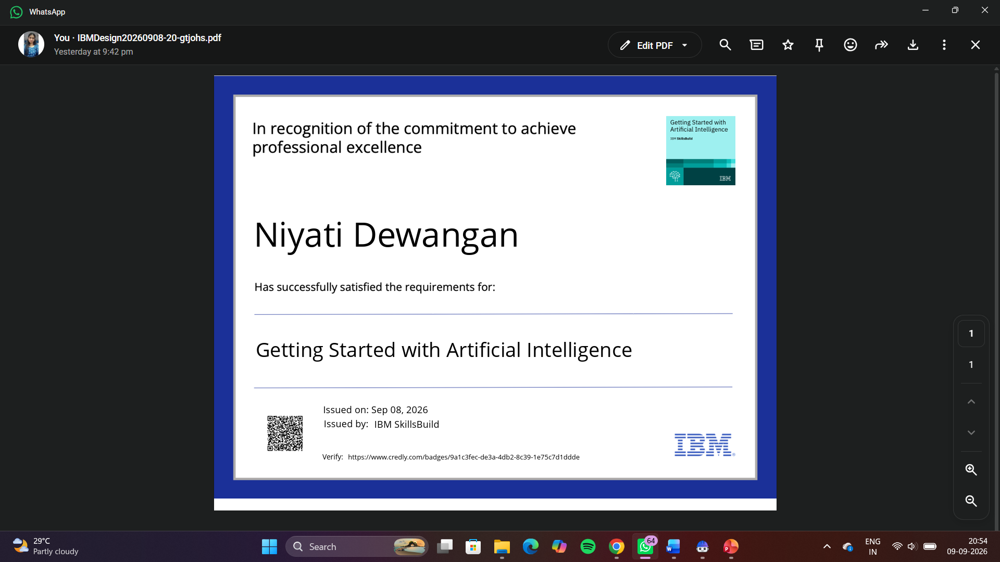 WhatsApp
You · IBMDesign20260908-20-gtjohs.pdf
Yesterday at 9:42 pm
Edit PDF
In recognition of the commitment to achieve
professional excellence
Getting Started with
Artificial Intelligence
IBM SkillsBuild
IBM
Niyati Dewangan
Has successfully satisfied the requirements for:
Getting Started with Artificial Intelligence
Issued on: Sep 08, 2026
Issued by: IBM SkillsBuild
Verify: https://www.credly.com/badges/9a1c3fec-de3a-4db2-8c39-1e75c7d1ddde
IBM®
1
1
29°C
Partly cloudy
Search
64
ENG
IN
20:54
09-09-2026